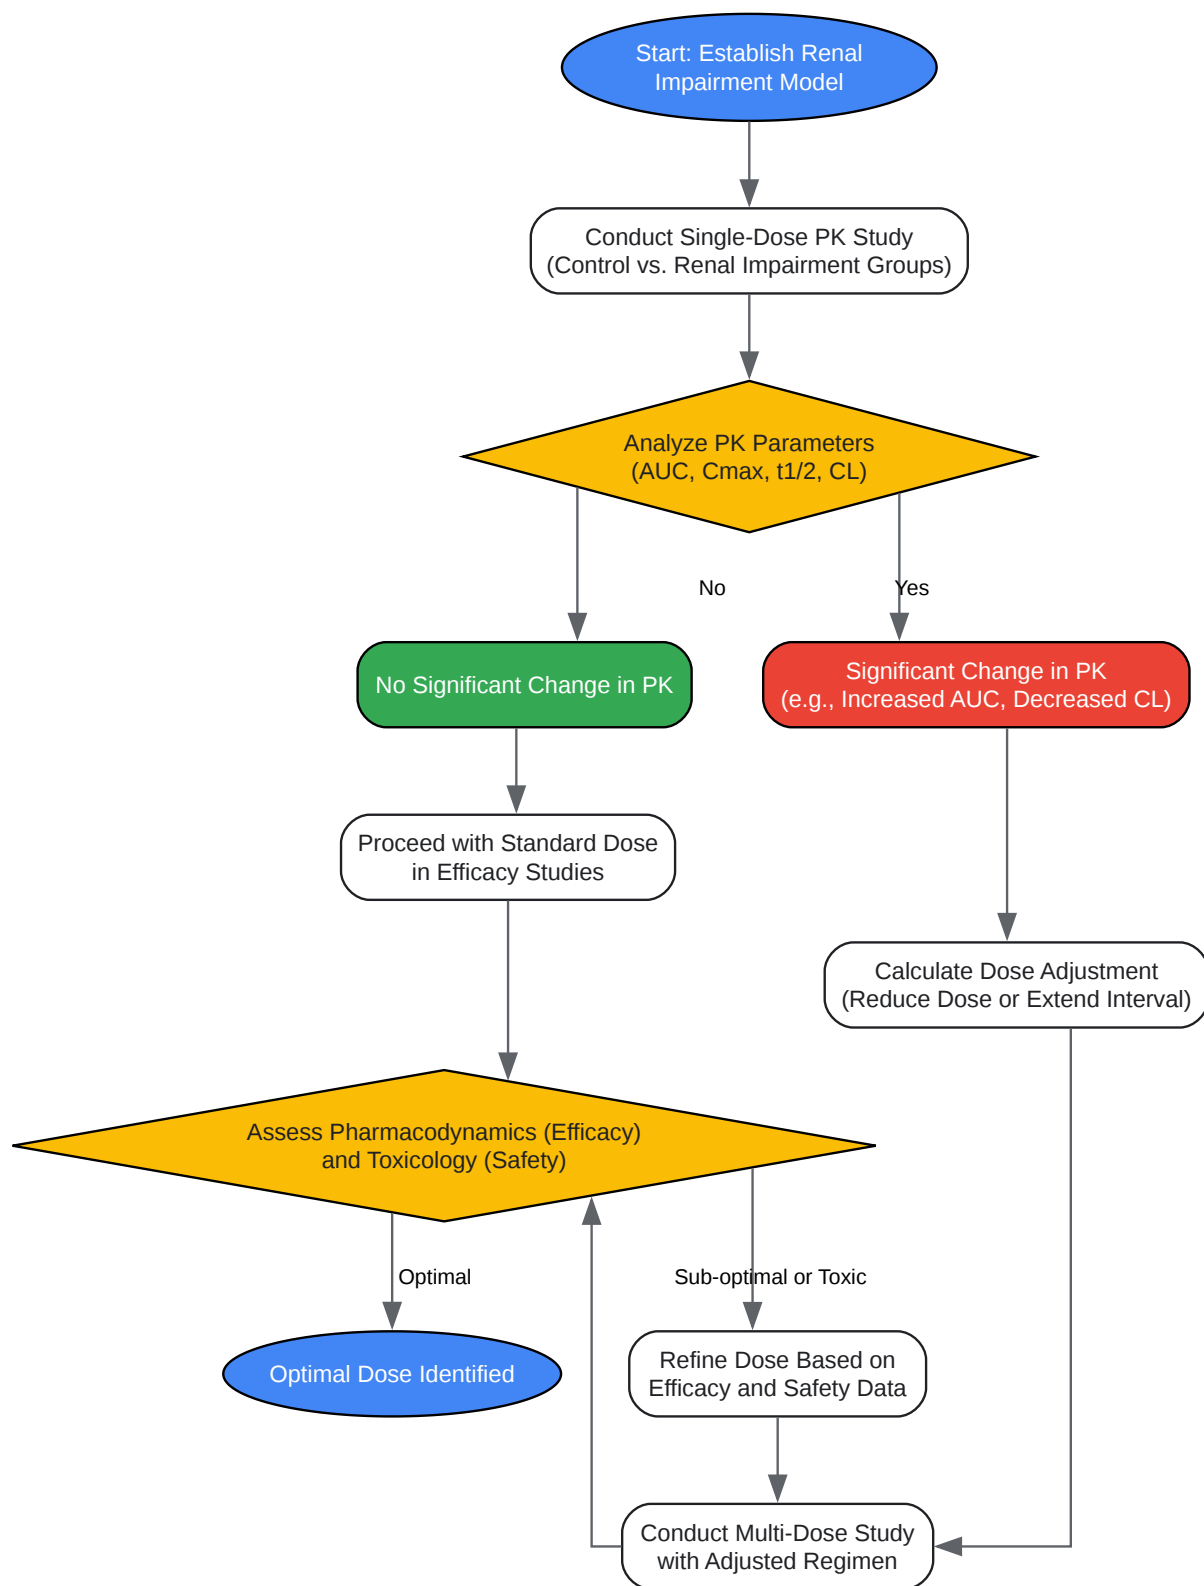 Start: Establish Renal
Impairment Model
Conduct Single-Dose PK Study
(Control vs. Renal Impairment Groups)
Analyze PK Parameters
(AUC, Cmax, t1/2, CL)
No
Yes
No Significant Change in PK
Significant Change in PK
(e.g., Increased AUC, Decreased CL)
Proceed with Standard Dose
in Efficacy Studies
Calculate Dose Adjustment
(Reduce Dose or Extend Interval)
Assess Pharmacodynamics (Efficacy)
and Toxicology (Safety)
Optimal
Sub-optimal or Toxic
Optimal Dose Identified
Refine Dose Based on
Efficacy and Safety Data
Conduct Multi-Dose Study
with Adjusted Regimen